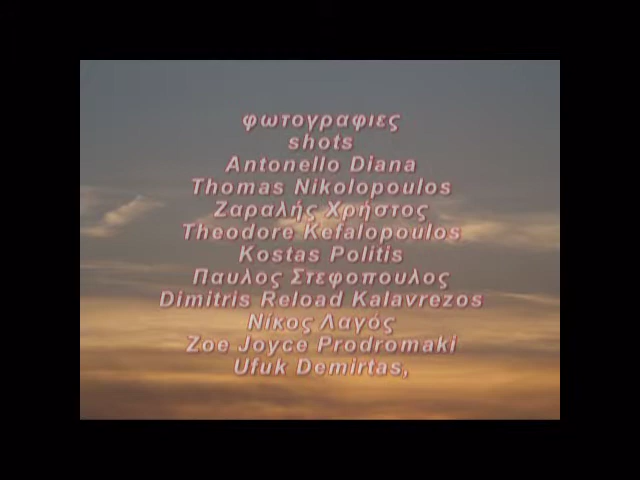 φωτογραφιες
shots
Antonello Diana
Thomas Nikolopoulos
Ζαραλής Χρήστος
Theodore Kefalopoulos
Kostas Politis
Παυλος Στεφοπουλος
Dimitris Reload Kalavrezos
Νίκος Λαγός
Zoe Joyce Prodromaki
Ufuk Demirtas,